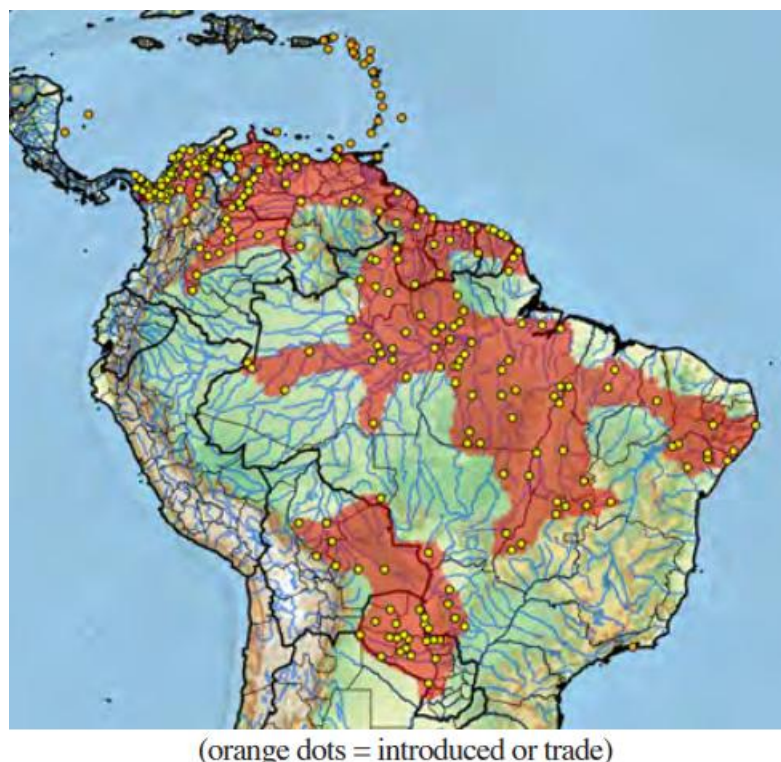 (orange dots = introduced or trade)